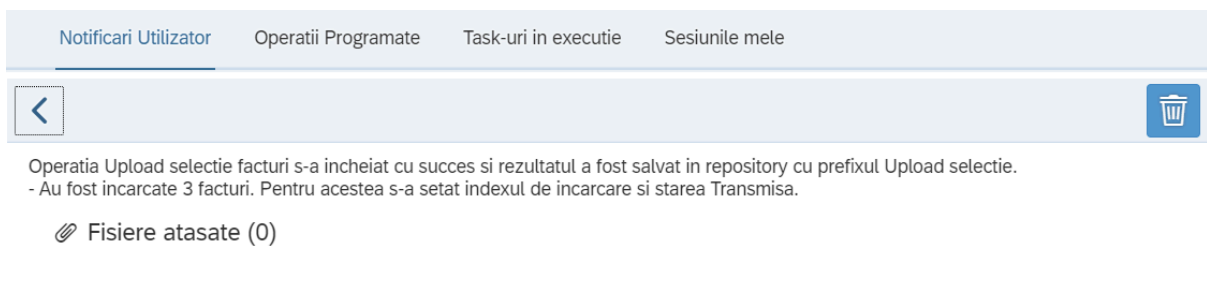 Notificari Utilizator Operatii Programate Task-uri in executie Sesiunile mele
Operatia Upload selectie facturi s-a incheiat cu succes si rezultatul a fost salvat in repository cu prefixul Upload selectie.
- Au fost incarcate 3 facturi. Pentru acestea s-a setat indexul de incarcare si starea Transmisa.
Fisiere atasate (0)